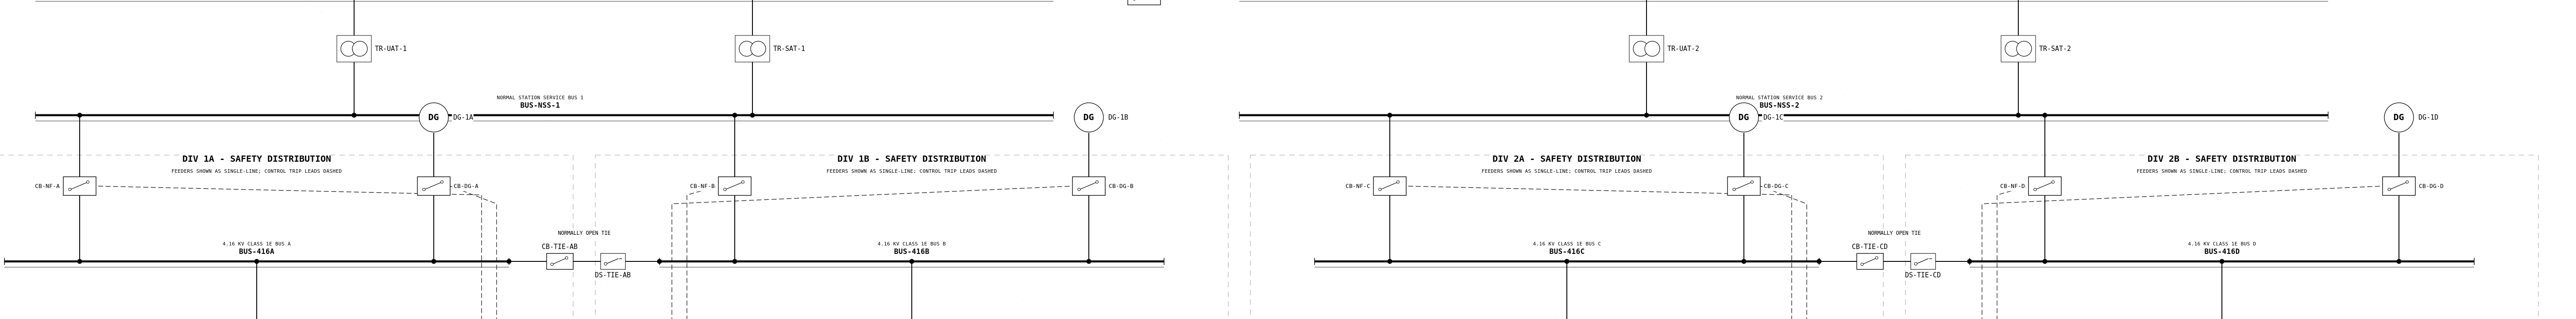 TR-UAT-1
TR-SAT-1
TR-UAT-2
TR-SAT-2
NORMAL STATION SERVICE BUS 1
BUS-NSS-1
NORMAL STATION SERVICE BUS 2
BUS-NSS-2
DG
DG-1A
DG
DG-1B
DG
DG-1C
DG
DG-1D
DIV 1A - SAFETY DISTRIBUTION
FEEDERS SHOWN AS SINGLE-LINE; CONTROL TRIP LEADS DASHED
DIV 1B - SAFETY DISTRIBUTION
FEEDERS SHOWN AS SINGLE-LINE; CONTROL TRIP LEADS DASHED
DIV 2A - SAFETY DISTRIBUTION
FEEDERS SHOWN AS SINGLE-LINE; CONTROL TRIP LEADS DASHED
DIV 2B - SAFETY DISTRIBUTION
FEEDERS SHOWN AS SINGLE-LINE; CONTROL TRIP LEADS DASHED
CB-NF-A
CB-DG-A
CB-NF-B
CB-DG-B
CB-NF-C
CB-DG-C
CB-NF-D
CB-DG-D
4.16 KV CLASS 1E BUS A
BUS-416A
NORMALLY OPEN TIE
CB-TIE-AB
DS-TIE-AB
4.16 KV CLASS 1E BUS B
BUS-416B
4.16 KV CLASS 1E BUS C
BUS-416C
NORMALLY OPEN TIE
CB-TIE-CD
DS-TIE-CD
4.16 KV CLASS 1E BUS D
BUS-416D